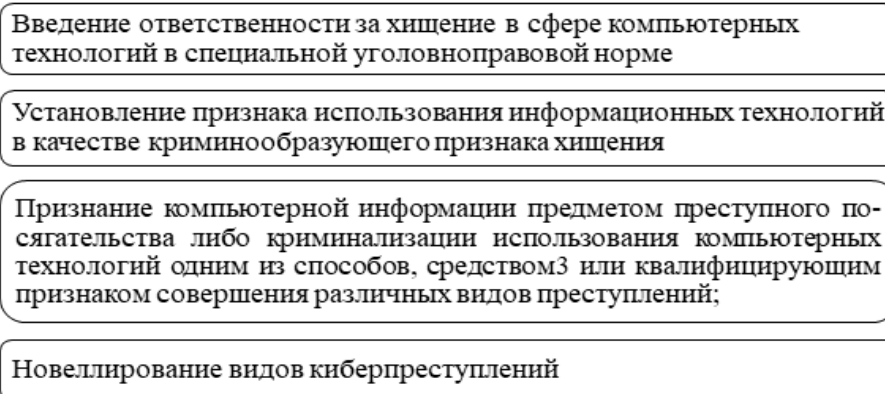 Введение ответственности за хищение в сфере компьютерных
технологий в специальной уголовноправовой норме
Установление признака использования информационных технологий
в качестве криминообразующего признака хищения
Признание компьютерной информации предметом преступного по-
сягательства либо криминализации использования компьютерных
технологий одним из способов, средством3 или квалифицирующим
признаком совершения различных видов преступлений;
Новеллирование видов киберпреступлений